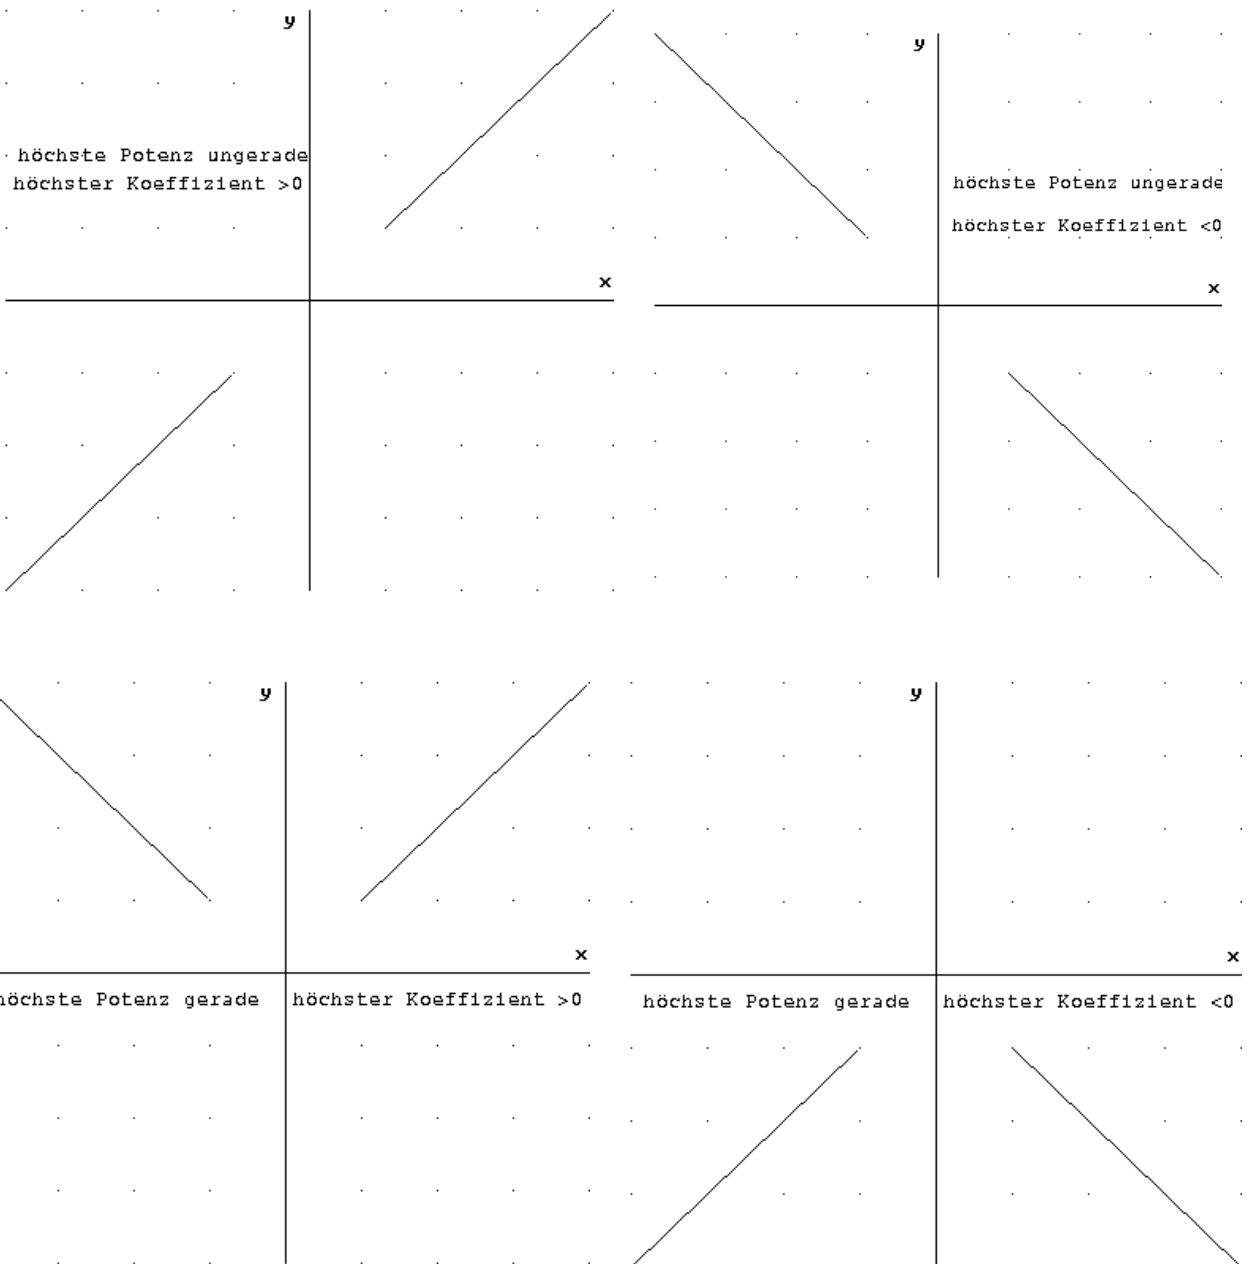 y
höchste Potenz ungerade
höchster Koeffizient >0
x
y
höchste Potenz ungerade
höchster Koeffizient <0
x
y
x
höchste Potenz gerade
höchster Koeffizient >0
y
x
höchste Potenz gerade
höchster Koeffizient <0